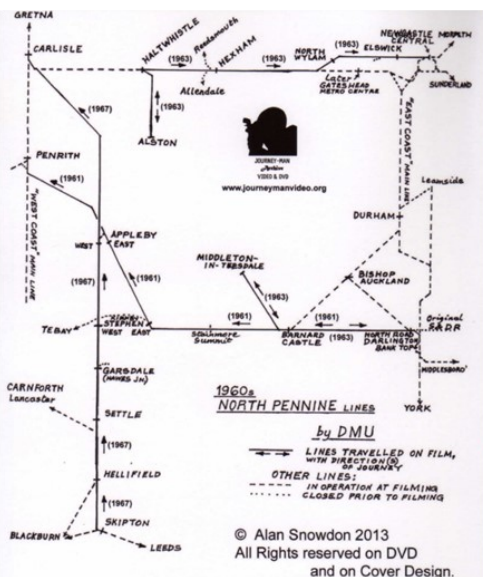 GRETNA
CARLISLE
HALTWHISTLE
Readsmouth
(1963)
HEXHAM
Allendale
(1963)
NORTH
WYLAM
(1963)
ELSWICK
NEWCASTLE
CENTRAL
MORPETH
SUNDERLAND
Later
GATESHEAD
METRO CENTRE
(1963)
ALSTON
(1967)
JOURNEY-MAN
VIDEO & DVD
www.journeymanvideo.org
"EAST COAST" MAIN LINE
Leamside
DURHAM
PENRITH
(1961)
"WEST COAST" MAIN LINE
APPLEBY
WEST
EAST
(1967)
(1961)
MIDDLETON-
IN-TEESDALE
(1963)
BISHOP
AUCKLAND
TEBAY
KIRKBY
STEPHEN
WEST EAST
(1961)
Stainmore
Summit
BARNARD
CASTLE
(1961)
(1963)
NORTH ROAD
DARLINGTON
BANK TOP
Original
S & DR
MIDDLESBORO'
YORK
GARSDALE
(HAWES JN)
CARNFORTH
Lancaster
SETTLE
(1967)
HELLIFIELD
(1967)
SKIPTON
BLACKBURN
LEEDS
1960s
NORTH PENNINE LINES
by DMU
LINES TRAVELLED ON FILM,
WITH DIRECTION(S)
OF JOURNEY
OTHER LINES:
IN OPERATION AT FILMING
CLOSED PRIOR TO FILMING
© Alan Snowdon 2013
All Rights reserved on DVD
and on Cover Design.